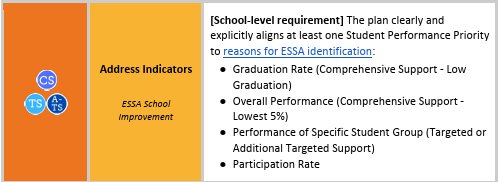 CS
TS
A-
TS
Address Indicators
ESSA School
Improvement
[School-level requirement] The plan clearly and
explicitly aligns at least one Student Performance Priority
to reasons for ESSA identification:
● Graduation Rate (Comprehensive Support - Low
Graduation)
● Overall Performance (Comprehensive Support -
Lowest 5%)
● Performance of Specific Student Group (Targeted or
Additional Targeted Support)
● Participation Rate